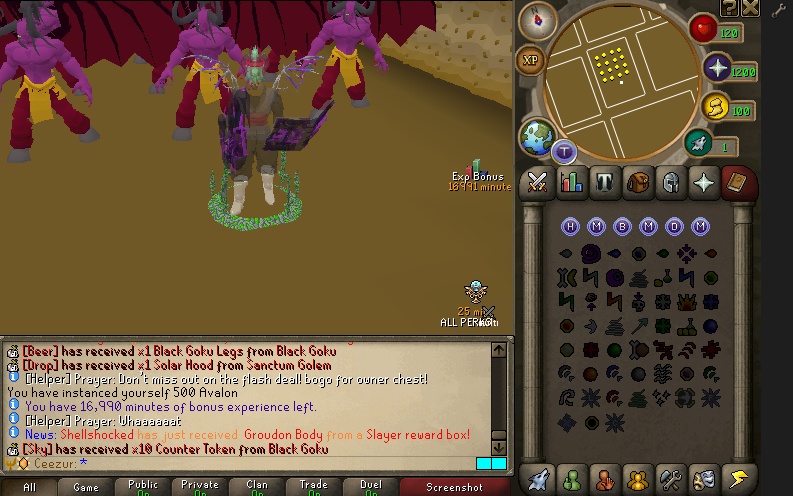 120
XP
1200
100
1
T
Exp Bonus
16991 minute
25 mi
ALL PERKS
H M B M D M
[Beer] has received x1 Black Goku Legs from Black Goku
[Drop] has received x1 Solar Hood from Sanctum Golem
[Helper] Prayer: Don't miss out on the flash deal! bogo for owner chest!
You have instanced yourself 500 Avalon
You have 16,990 minutes of bonus experience left.
[Helper] Prayer: Whaaaaaat
News: Shellshocked has just received Groudon Body from a Slayer reward box!
[Sky] has received x10 Counter Token from Black Goku
Ceezur: *
All Game Public Private Clan Trade Duel Screenshot
On On On On On